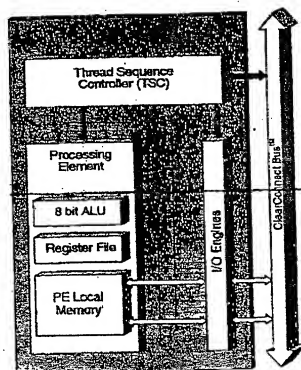 Thread Sequence
Controller (TSC)
Processing
Element
8 bit ALU
Register File
PE Local
Memory
I/O Engines
ClearConnect Bus